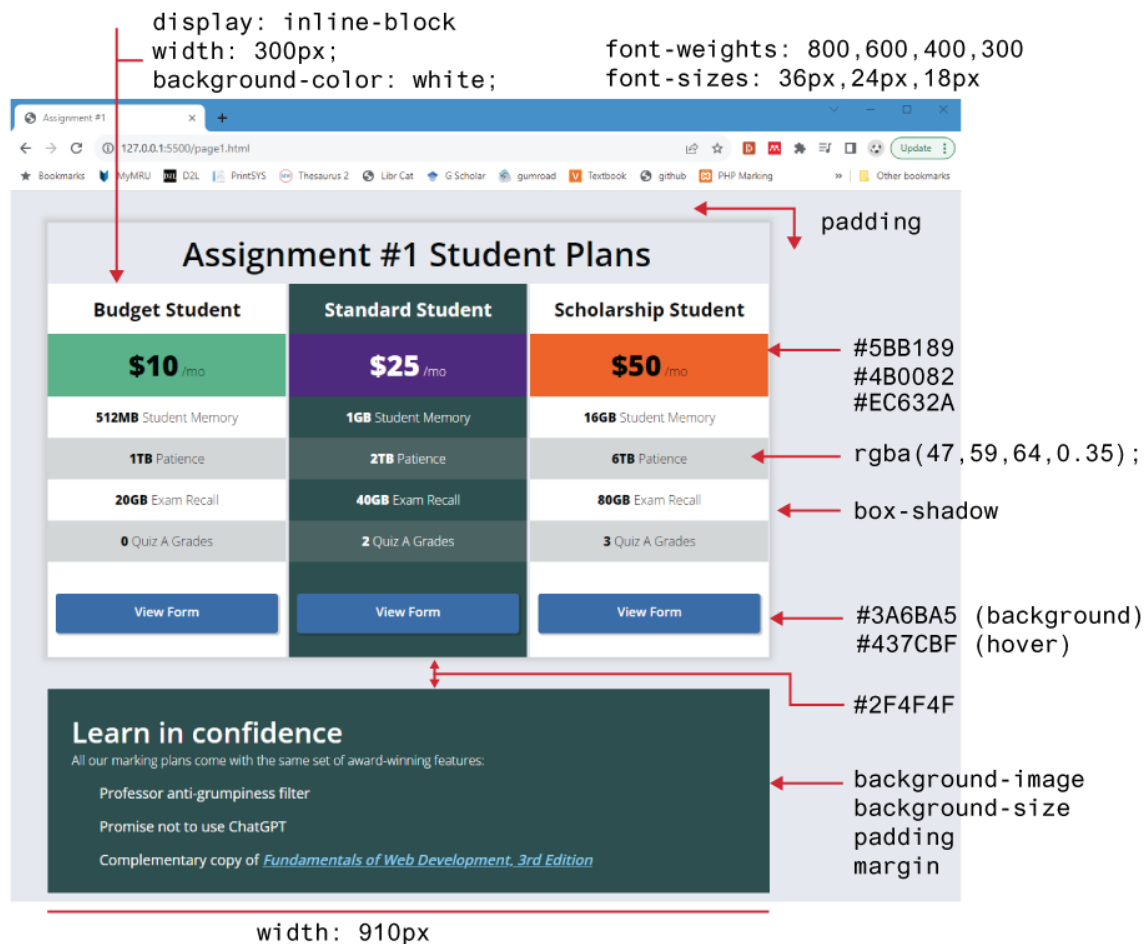 display: inline-block
width: 300px;
background-color: white;
font-weights: 800,600,400,300
font-sizes: 36px,24px,18px
Assignment #1
127.0.0.1:5500/page1.html
Update
Bookmarks MyMRU D2L D2L PrintSYS Thesaurus 2 Libr Cat G Scholar gumroad Textbook github PHP Marking » Other bookmarks
padding
Assignment #1 Student Plans
Budget Student Standard Student Scholarship Student
$10 /mo $25 /mo $50 /mo
#5BB189
#4B0082
#EC632A
512MB Student Memory 1GB Student Memory 16GB Student Memory
1TB Patience 2TB Patience 6TB Patience
rgba(47,59,64,0.35);
20GB Exam Recall 40GB Exam Recall 80GB Exam Recall
box-shadow
0 Quiz A Grades 2 Quiz A Grades 3 Quiz A Grades
View Form View Form View Form
#3A6BA5 (background)
#437CBF (hover)
#2F4F4F
Learn in confidence
All our marking plans come with the same set of award-winning features:
Professor anti-grumpiness filter
Promise not to use ChatGPT
Complementary copy of Fundamentals of Web Development, 3rd Edition
background-image
background-size
padding
margin
width: 910px